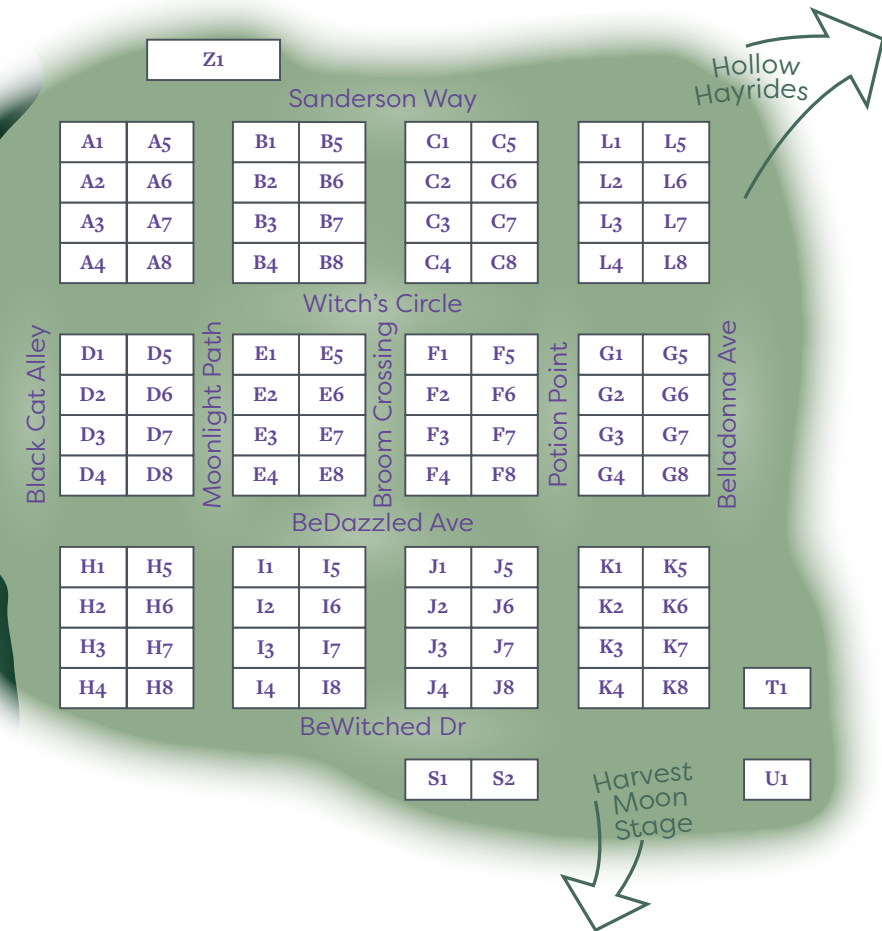 Z1
Hollow
Hayrides
Sanderson Way
A1 A5 B1 B5 C1 C5 L1 L5
A2 A6 B2 B6 C2 C6 L2 L6
A3 A7 B3 B7 C3 C7 L3 L7
A4 A8 B4 B8 C4 C8 L4 L8
Witch's Circle
Black Cat Alley
Moonlight Path
Broom Crossing
Potion Point
Belladonna Ave
D1 D5 E1 E5 F1 F5 G1 G5
D2 D6 E2 E6 F2 F6 G2 G6
D3 D7 E3 E7 F3 F7 G3 G7
D4 D8 E4 E8 F4 F8 G4 G8
BeDazzled Ave
H1 H5 I1 I5 J1 J5 K1 K5
H2 H6 I2 I6 J2 J6 K2 K6
H3 H7 I3 I7 J3 J7 K3 K7
H4 H8 I4 I8 J4 J8 K4 K8 T1
BeWitched Dr
S1 S2 U1
Harvest
Moon
Stage